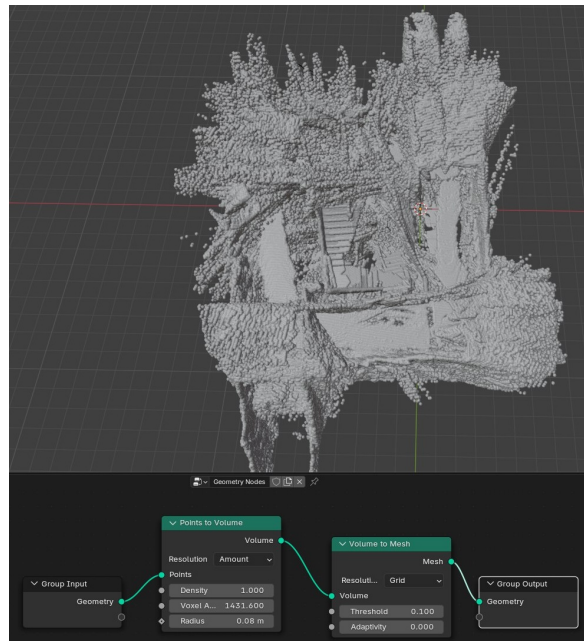 Geometry Nodes
Points to Volume
Volume
Resolution Amount
Points
Density 1.000
Voxel A... 1431.600
Radius 0.08 m
Volume to Mesh
Mesh
Resoluti... Grid
Volume
Threshold 0.100
Adaptivity 0.000
Group Input
Geometry
Group Output
Geometry